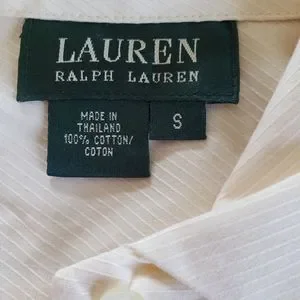 LAUREN
RALPH LAUREN
MADE IN
THAILAND
100% COTTON/
COTON
S